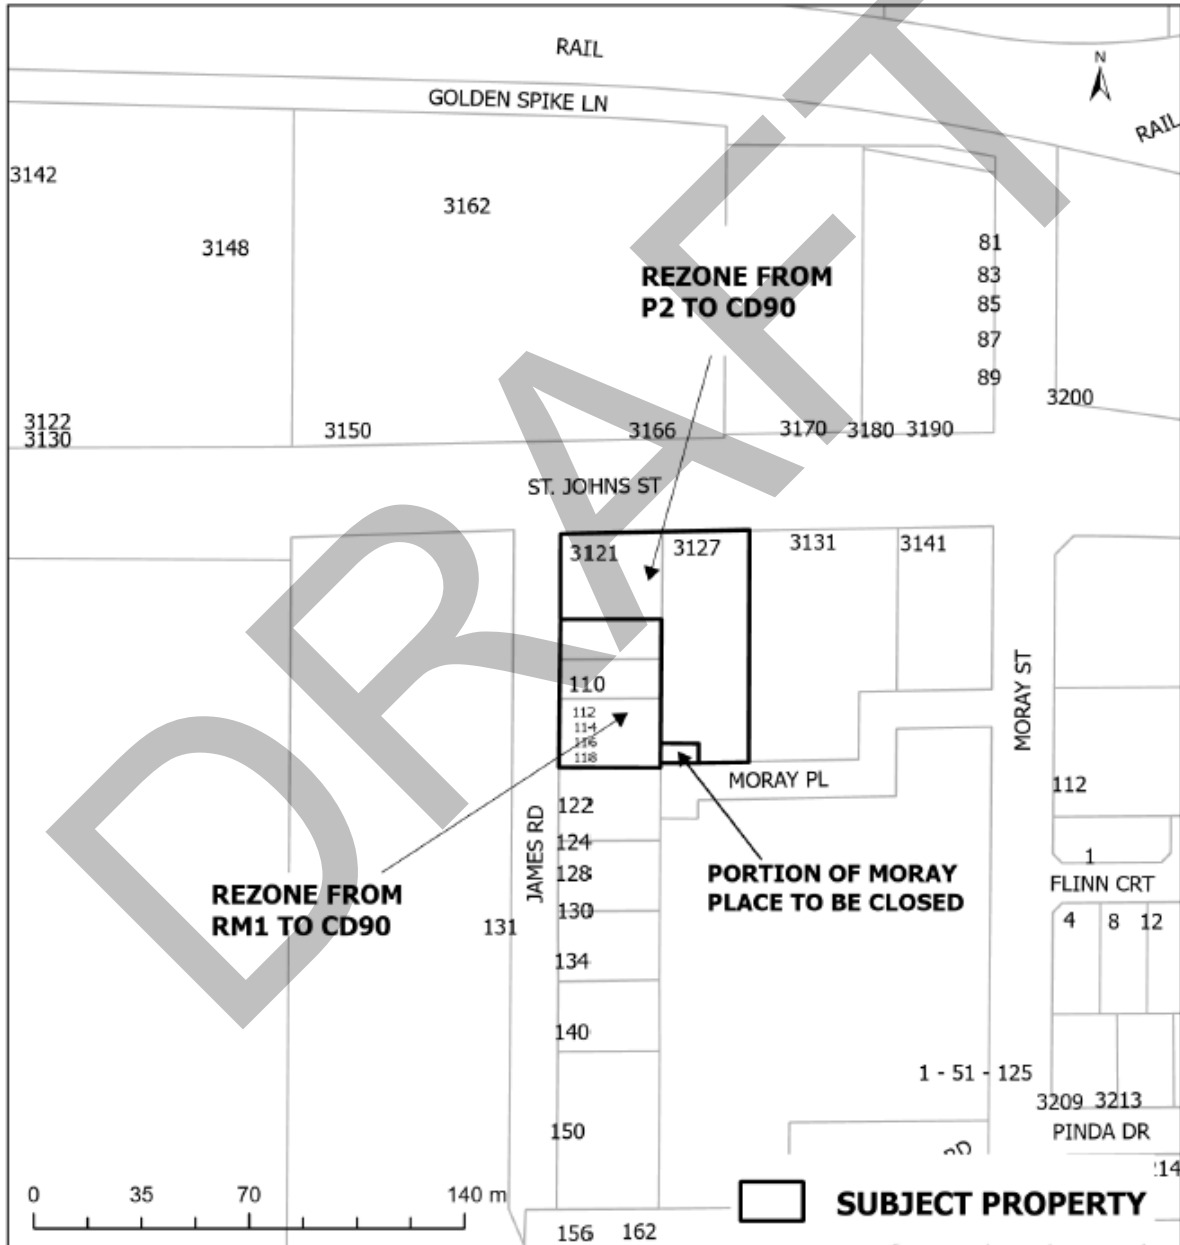 RAIL
N
GOLDEN SPIKE LN
RAIL
3142
3162
3148
81
REZONE FROM
P2 TO CD90
83
85
87
89
3200
3122
3130
3150
3166
3170
3180
3190
ST. JOHNS ST
3121
3127
3131
3141
110
112
114
116
118
MORAY ST
MORAY PL
112
122
JAMES RD
124
128
130
134
140
150
PORTION OF MORAY
PLACE TO BE CLOSED
1
FLINN CRT
4
8
12
REZONE FROM
RM1 TO CD90
131
1 - 51 - 125
3209
3213
PINDA DR
0
35
70
140 m
156
162
SUBJECT PROPERTY
DRAFT